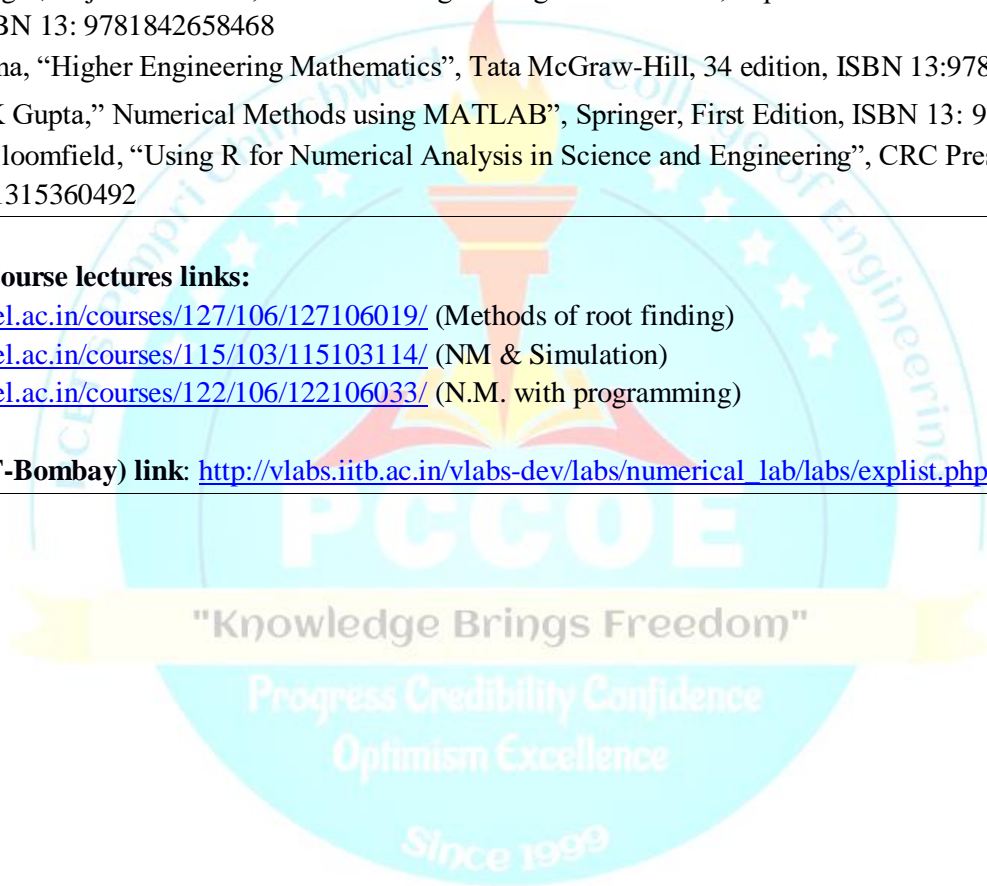 BN 13: 9781842658468
na, “Higher Engineering Mathematics”, Tata McGraw-Hill, 34 edition, ISBN 13:978
K Gupta,” Numerical Methods using MATLAB”, Springer, First Edition, ISBN 13: 9
loomfield, “Using R for Numerical Analysis in Science and Engineering”, CRC Pres
1315360492
ourse lectures links:
el.ac.in/courses/127/106/127106019/ (Methods of root finding)
el.ac.in/courses/115/103/115103114/ (NM & Simulation)
el.ac.in/courses/122/106/122106033/ (N.M. with programming)
-Bombay) link: http://vlabs.iitb.ac.in/vlabs-dev/labs/numerical_lab/labs/explist.php
PCCOE
"Knowledge Brings Freedom"
Progress Credibility Confidence
Optimism Excellence
Since 1999